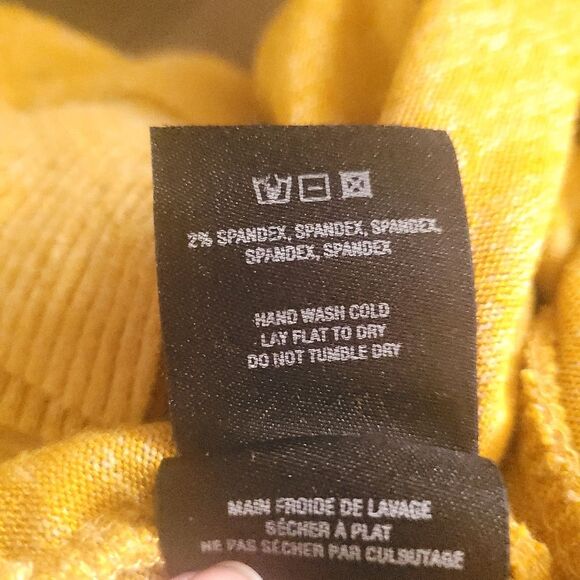 2% SPANDEX, SPANDEX, SPANDEX,
SPANDEX, SPANDEX
HAND WASH COLD
LAY FLAT TO DRY
DO NOT TUMBLE DRY
MAIN FROIDE DE LAVAGE
SÉCHER À PLAT
NE PAS SÉCHER PAR CULBUTAGE